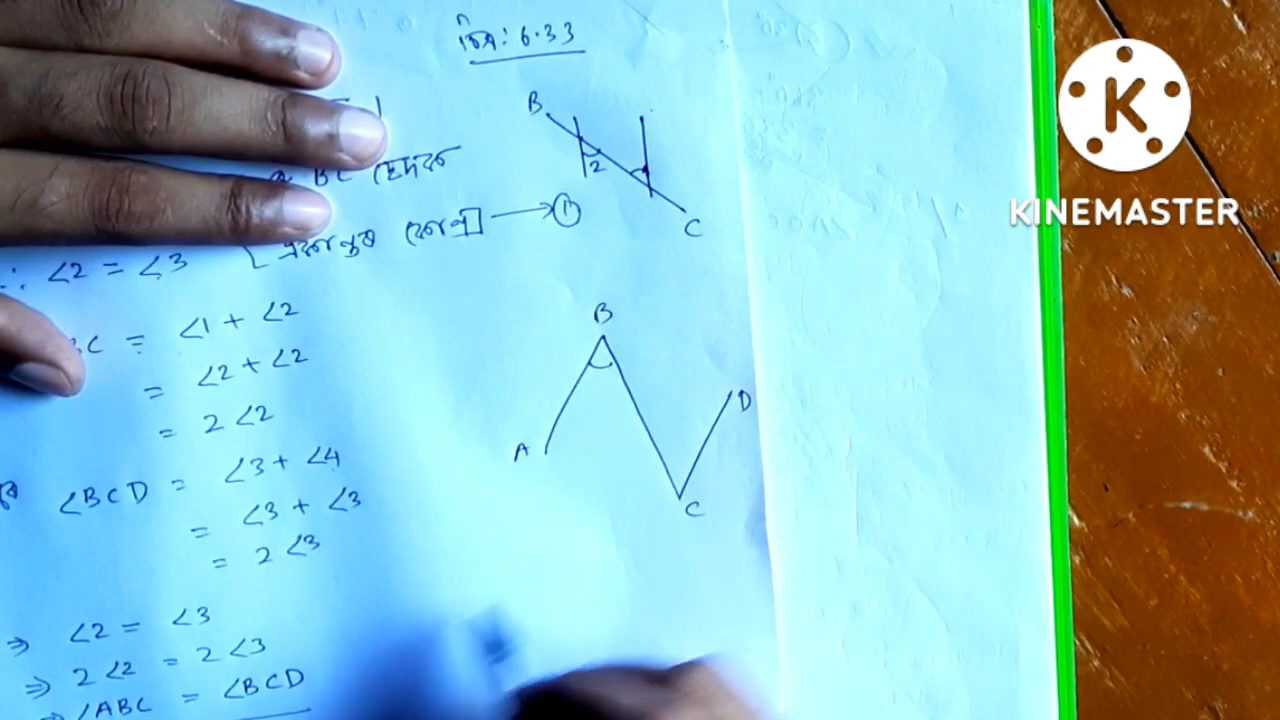 চিত্র: 6.33
BC ছেদক
∴ ∠2 = ∠3 [একান্তর কোণ] ⟶ ①
B
2
C
BC = ∠1 + ∠2
= ∠2 + ∠2
= 2 ∠2
∠BCD = ∠3 + ∠4
= ∠3 + ∠3
= 2 ∠3
B
A
D
C
⇒ ∠2 = ∠3
⇒ 2 ∠2 = 2 ∠3
⇒ ∠ABC = ∠BCD
K
KINEMASTER